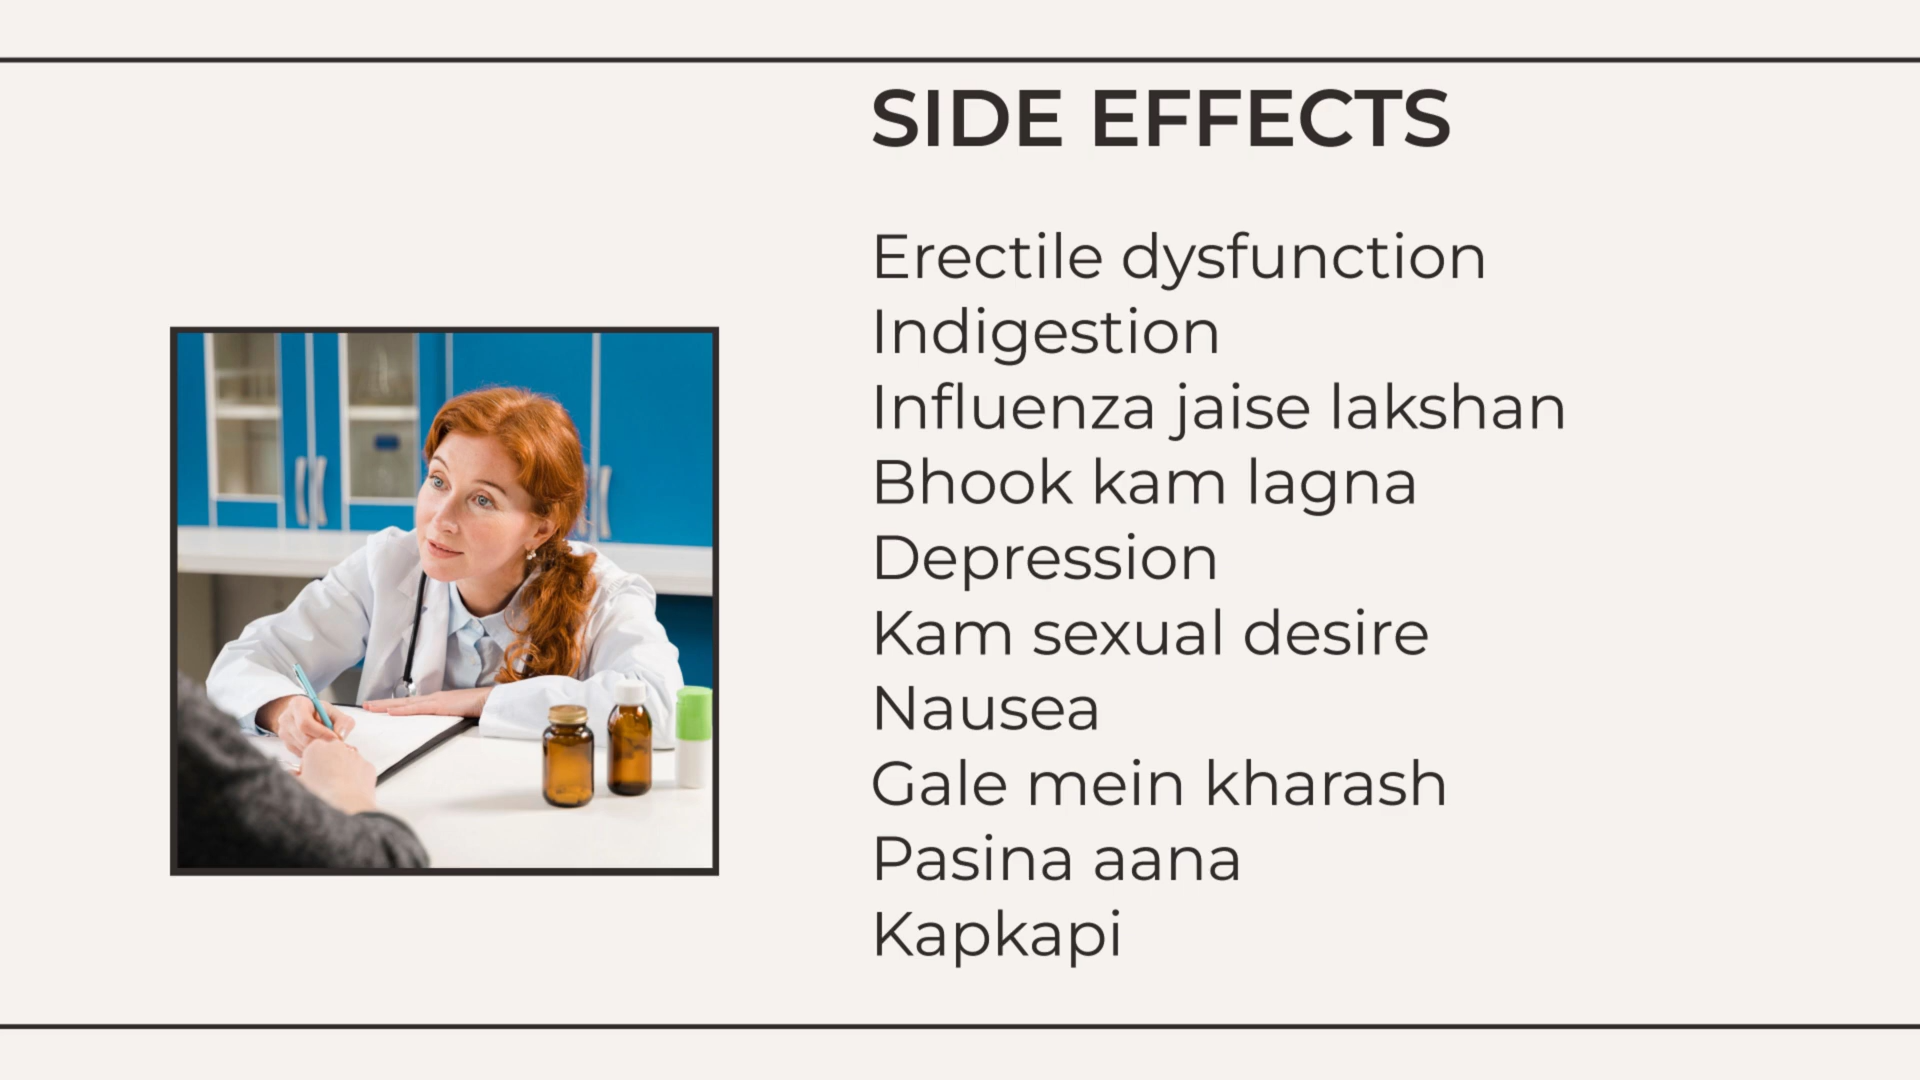 SIDE EFFECTS
Erectile dysfunction
Indigestion
Influenza jaise lakshan
Bhook kam lagna
Depression
Kam sexual desire
Nausea
Gale mein kharash
Pasina aana
Kapkapi